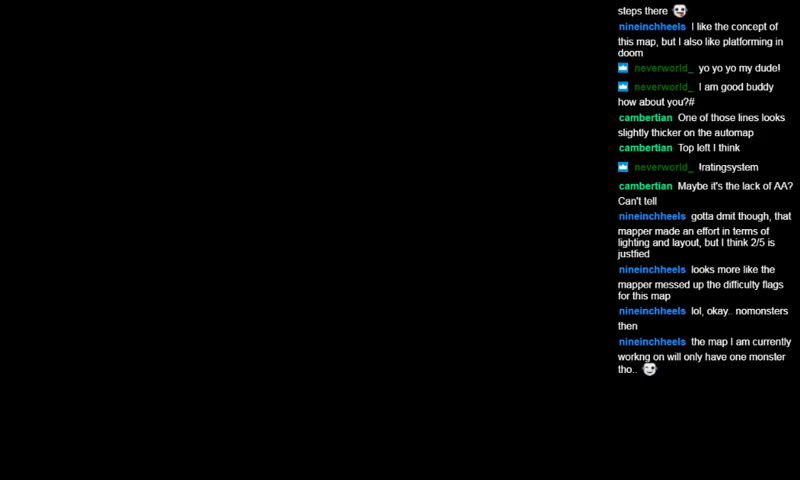 steps there
nineinchheels I like the concept of
this map, but I also like platforming in
doom
neverworld_ yo yo yo my dude!
neverworld_ I am good buddy
how about you?#
cambertian One of those lines looks
slightly thicker on the automap
cambertian Top left I think
neverworld_ !ratingsystem
cambertian Maybe it's the lack of AA?
Can't tell
nineinchheels gotta dmit though, that
mapper made an effort in terms of
lighting and layout, but I think 2/5 is
justfied
nineinchheels looks more like the
mapper messed up the difficulty flags
for this map
nineinchheels lol, okay.. nomonsters
then
nineinchheels the map I am currently
workng on will only have one monster
tho..